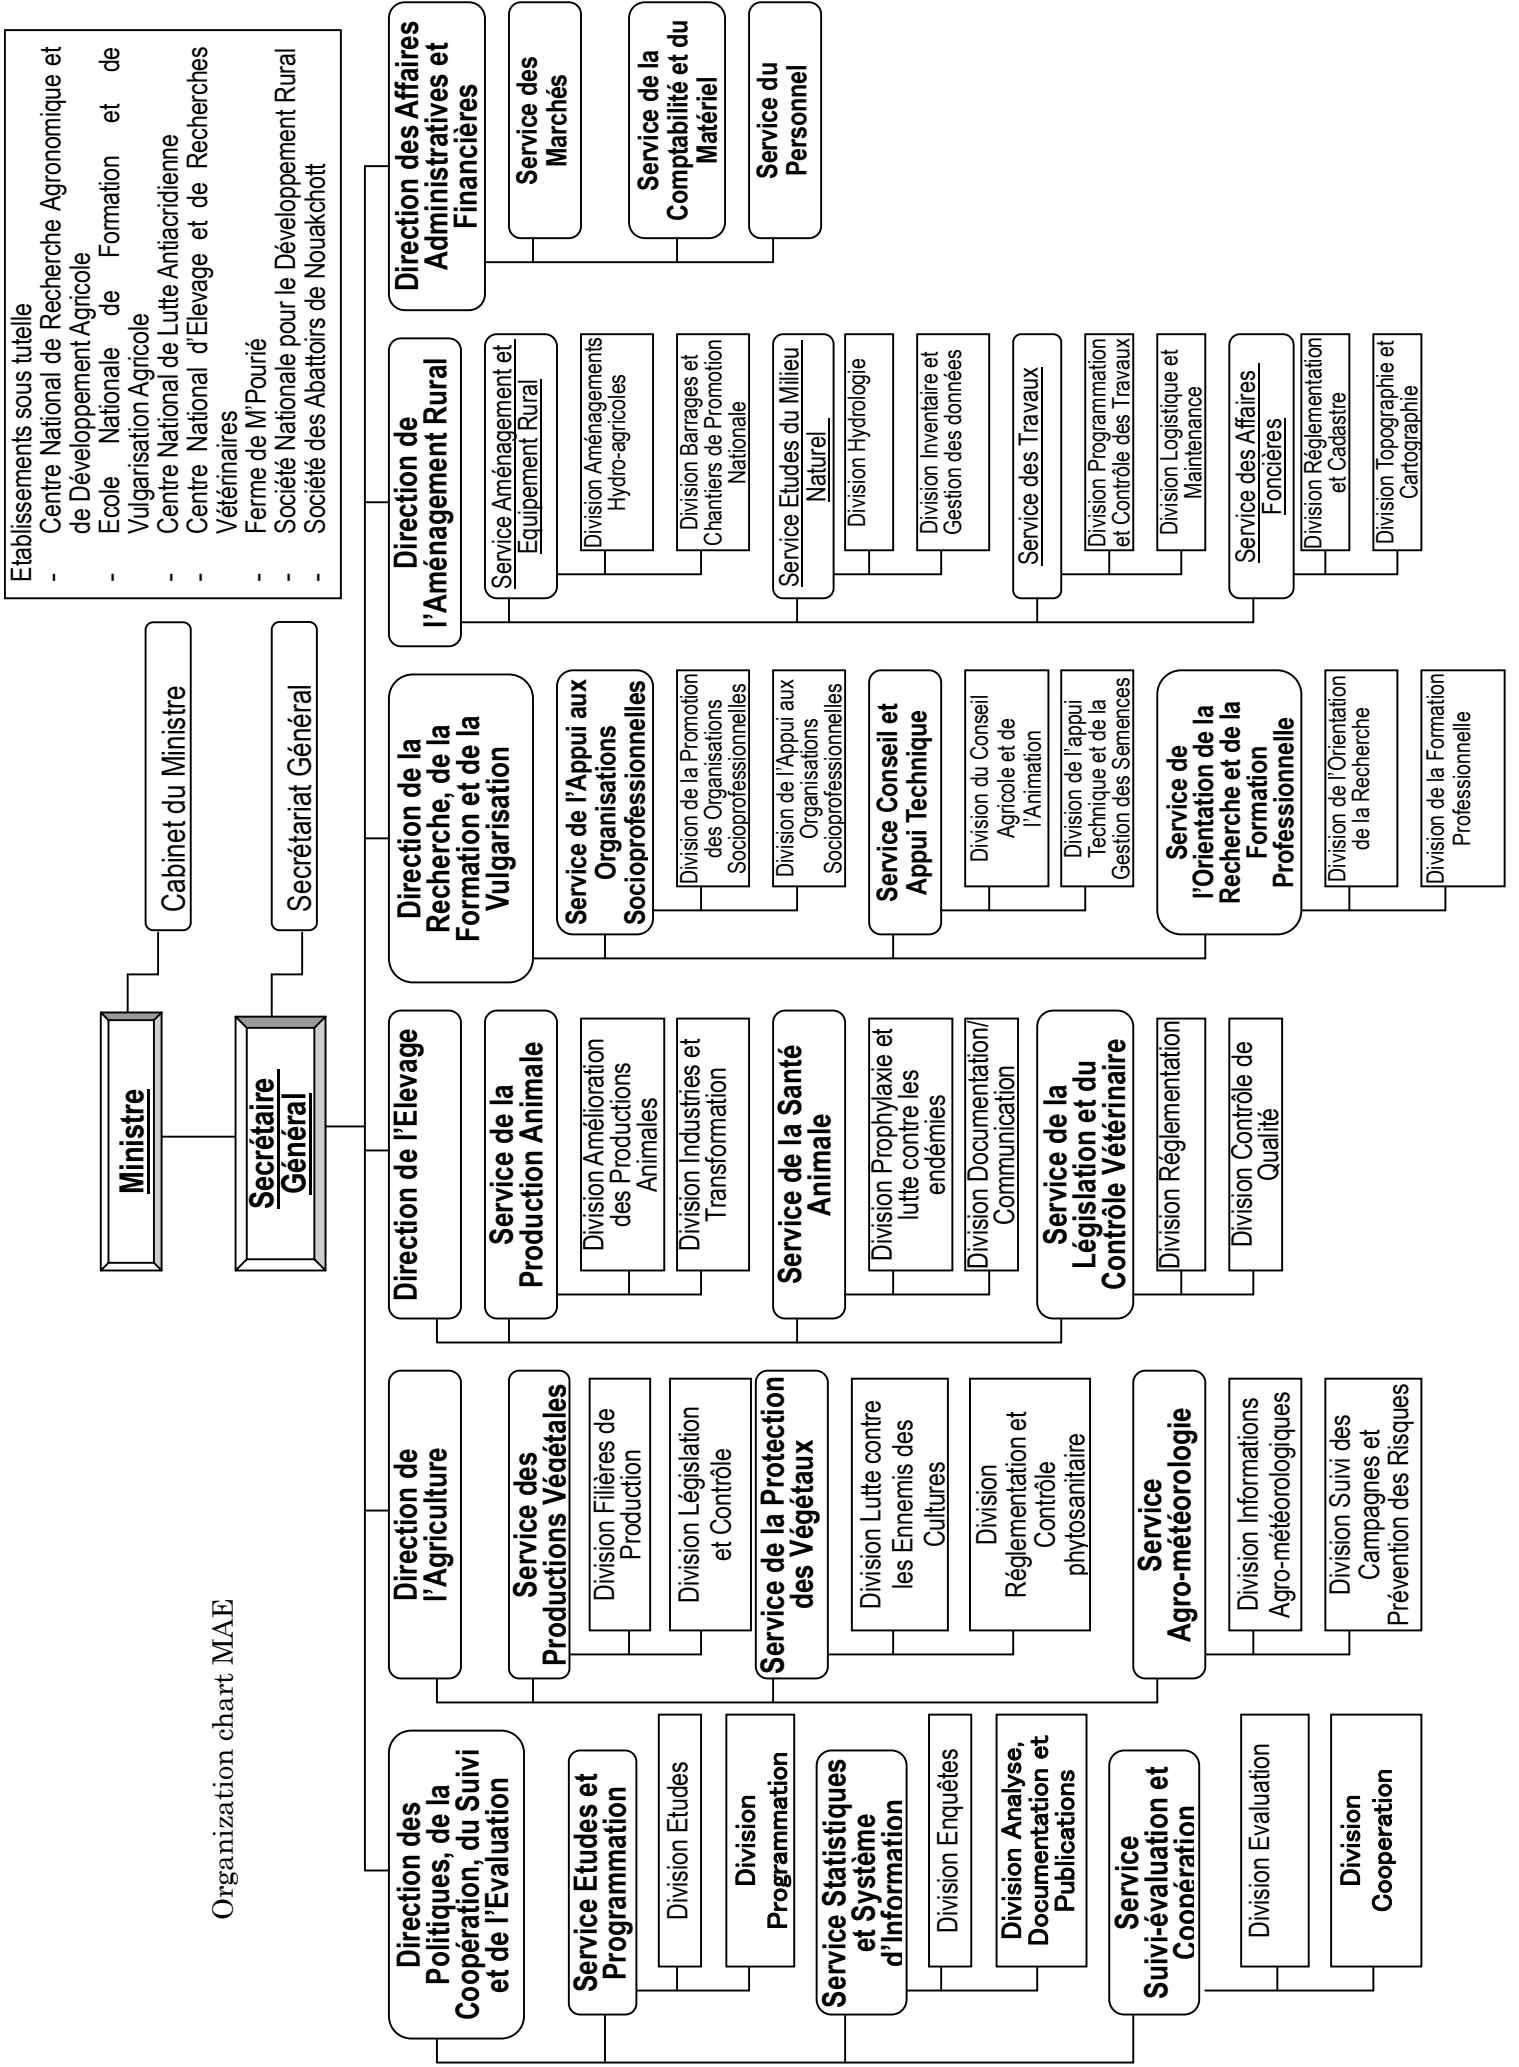 Organization chart MAE
Ministre
Cabinet du Ministre
Secrétaire
Général
Secrétariat Général
Etablissements sous tutelle
- Centre National de Recherche Agronomique et
de Développement Agricole
- Ecole Nationale de Formation et de
Vulgarisation Agricole
- Centre National de Lutte Antiacridienne
- Centre National d'Elevage et de Recherches
Vétérinaires
- Ferme de M'Pourié
- Société Nationale pour le Développement Rural
- Société des Abattoirs de Nouakchott
Direction des
Politiques, de la
Coopération, du Suivi
et de l'Evaluation
Service Etudes et
Programmation
Division Etudes
Division
Programmation
Service Statistiques
et Système
d'Information
Division Enquêtes
Division Analyse,
Documentation et
Publications
Service
Suivi-évaluation et
Coopération
Division Evaluation
Division
Cooperation
Direction de
l'Agriculture
Service des
Productions Végétales
Division Filières de
Production
Division Législation
et Contrôle
Service de la Protection
des Végétaux
Division Lutte contre
les Ennemis des
Cultures
Division
Réglementation et
Contrôle
phytosanitaire
Service
Agro-météorologie
Division Informations
Agro-météorologiques
Division Suivi des
Campagnes et
Prévention des Risques
Direction de l'Elevage
Service de la
Production Animale
Division Amélioration
des Productions
Animales
Division Industries et
Transformation
Service de la Santé
Animale
Division Prophylaxie et
lutte contre les
endémies
Division Documentation/
Communication
Service de la
Législation et du
Contrôle Vétérinaire
Division Réglementation
Division Contrôle de
Qualité
Direction de la
Recherche, de la
Formation et de la
Vulgarisation
Service de l'Appui aux
Organisations
Socioprofessionnelles
Division de la Promotion
des Organisations
Socioprofessionnelles
Division de l'Appui aux
Organisations
Socioprofessionnelles
Service Conseil et
Appui Technique
Division du Conseil
Agricole et de
l'Animation
Division de l'appui
Technique et de la
Gestion des Semences
Service de
l'Orientation de la
Recherche et de la
Formation
Professionnelle
Division de l'Orientation
de la Recherche
Division de la Formation
Professionnelle
Direction de
l'Aménagement Rural
Service Aménagement et
Equipement Rural
Division Aménagements
Hydro-agricoles
Division Barrages et
Chantiers de Promotion
Nationale
Service Etudes du Milieu
Naturel
Division Hydrologie
Division Inventaire et
Gestion des données
Service des Travaux
Division Programmation
et Contrôle des Travaux
Division Logistique et
Maintenance
Service des Affaires
Foncières
Division Réglementation
et Cadastre
Division Topographie et
Cartographie
Direction des Affaires
Administratives et
Financières
Service des
Marchés
Service de la
Comptabilité et du
Matériel
Service du
Personnel